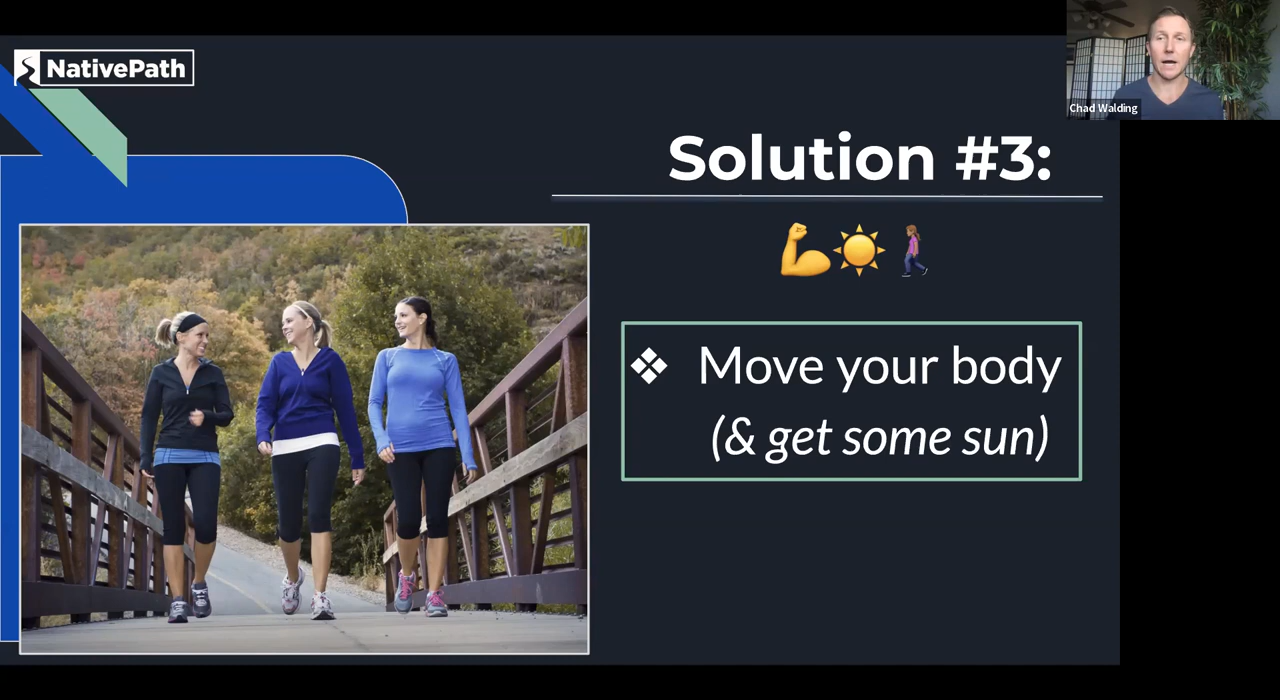 NativePath
Chad Walding
Solution #3:
💪☀️🚶‍♀️
❖ Move your body
(& get some sun)